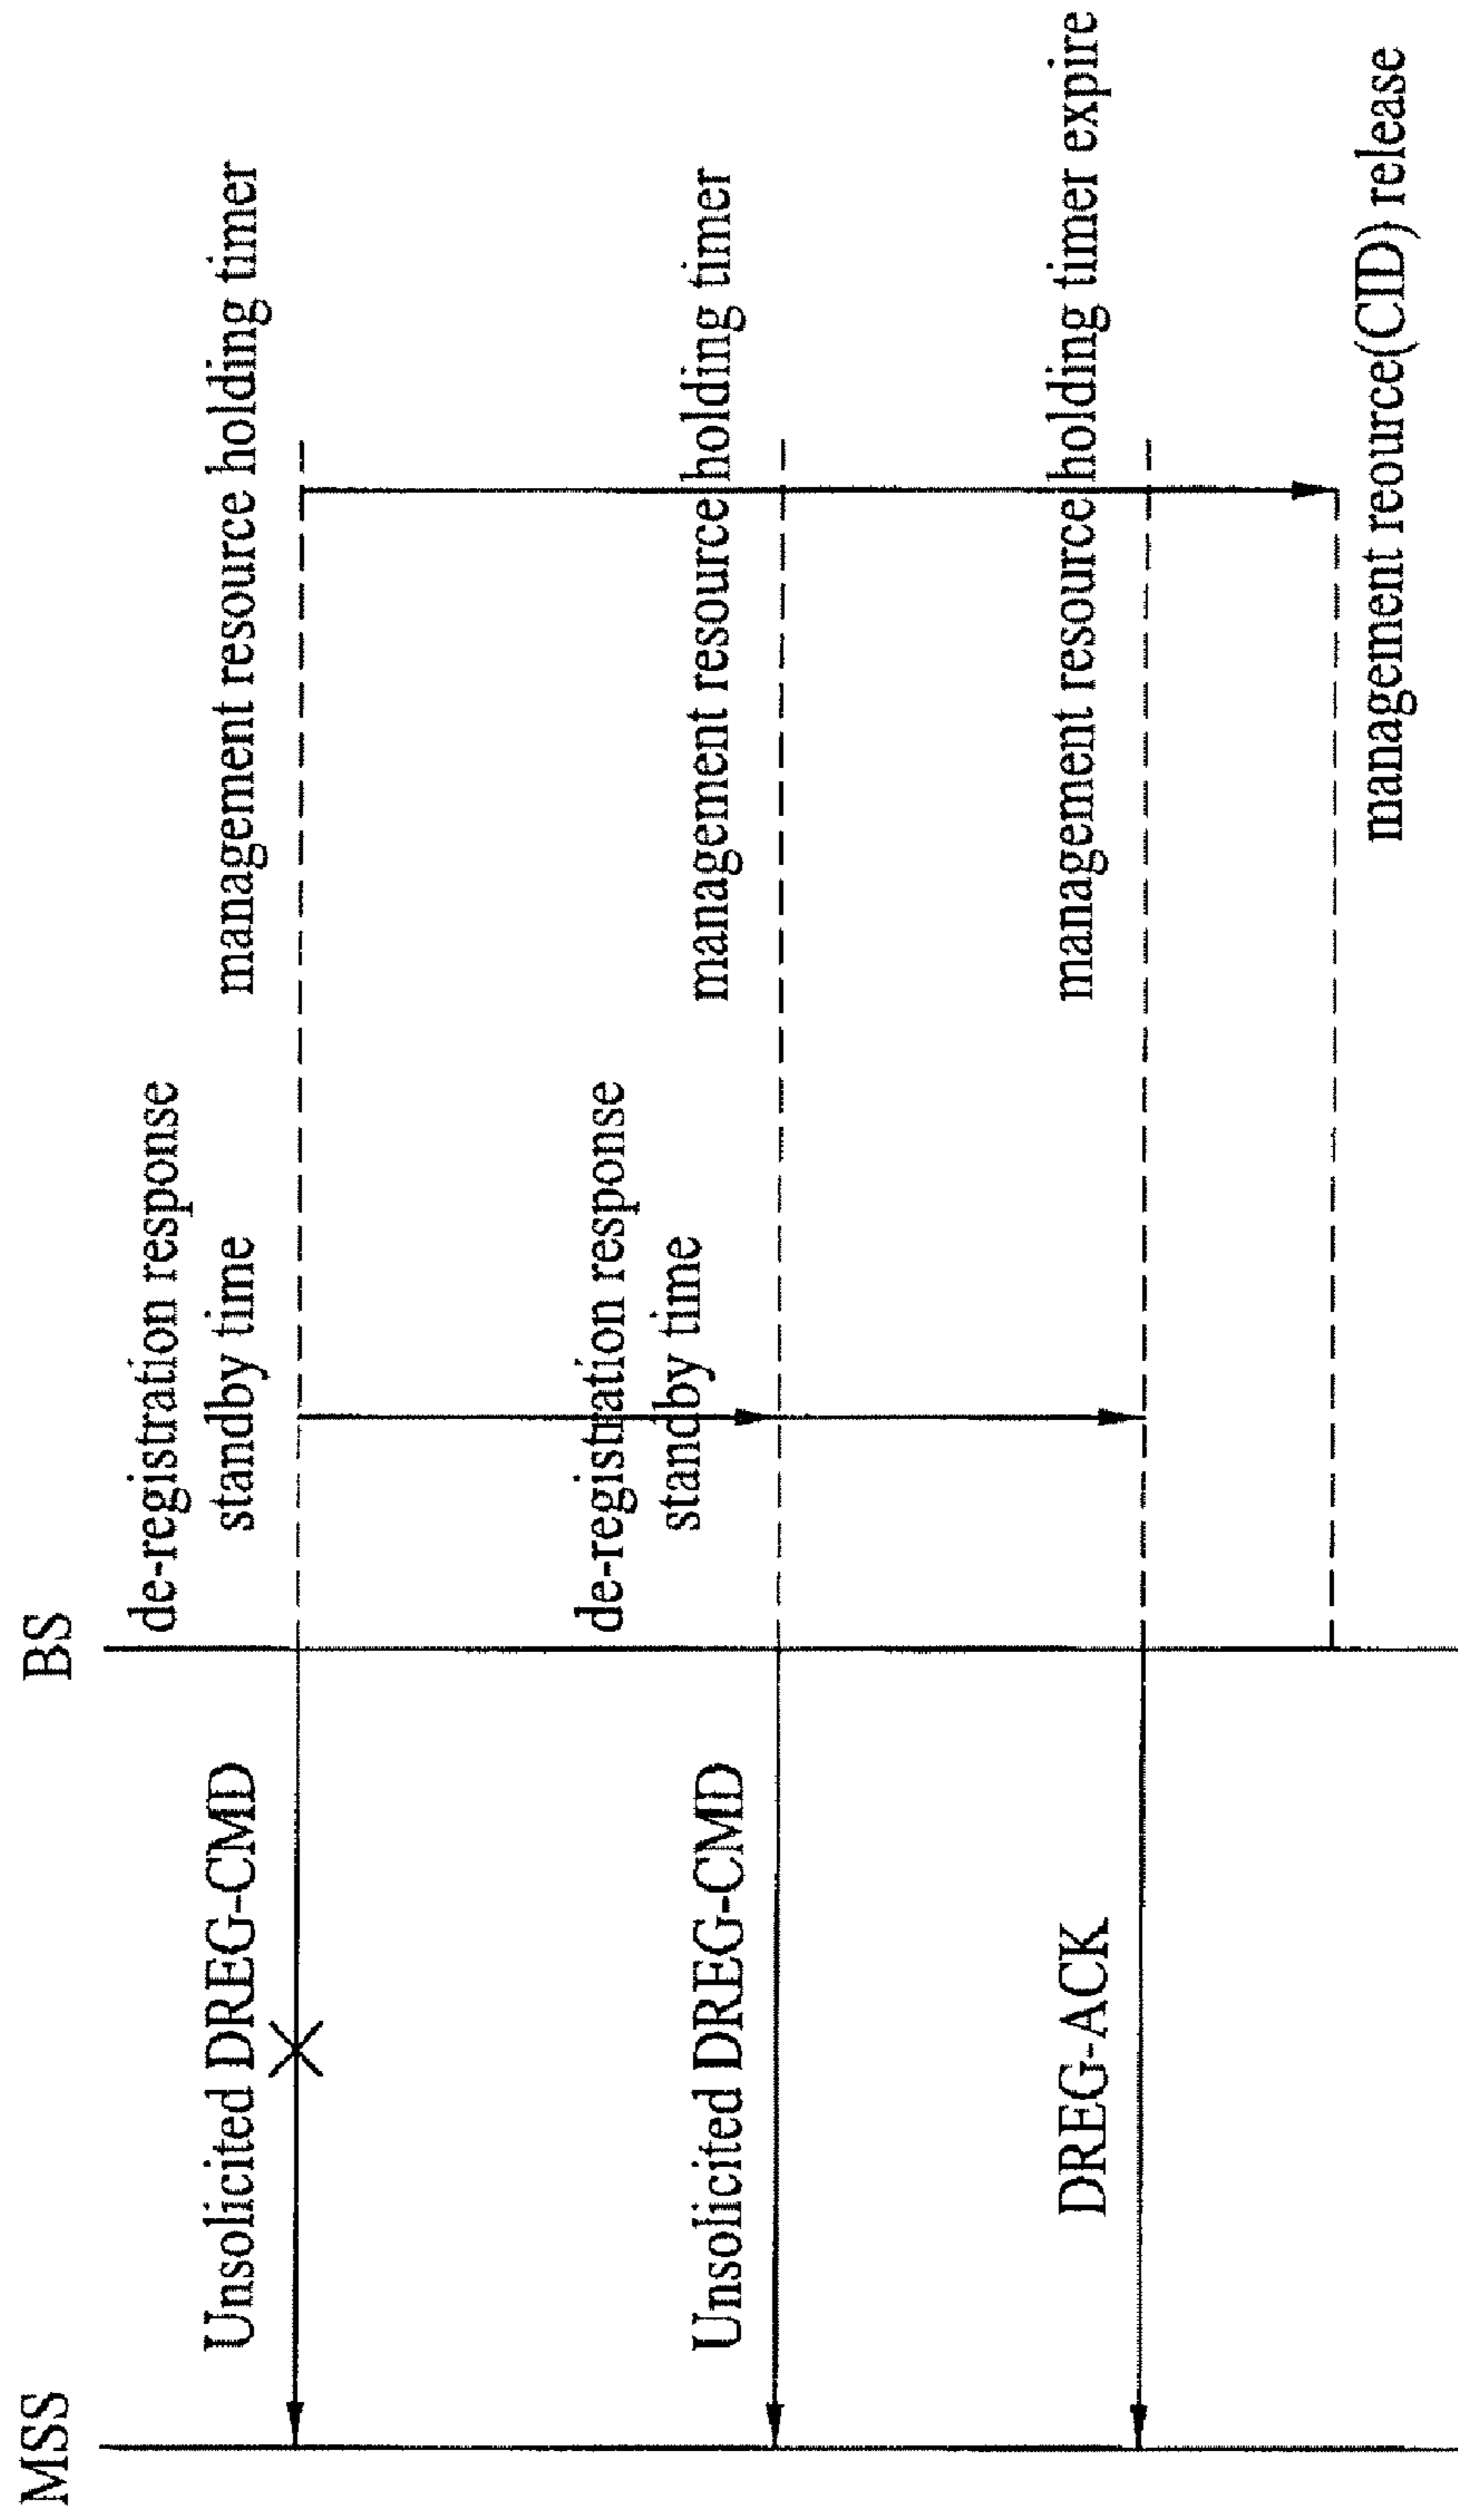 MSS
BS
de-registration response
standby time
Unsolicited DREG-CMD
management resource holding timer
de-registration response
standby time
Unsolicited DREG-CMD
management resource holding timer
DREG-ACK
management resource holding timer expire
management reource(CID) release